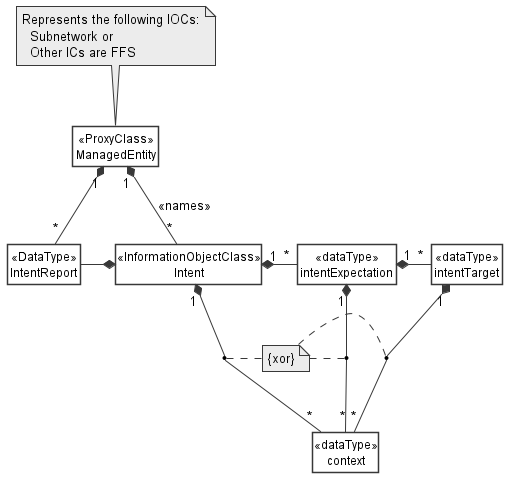 Represents the following IOCs:
Subnetwork or
Other ICs are FFS
«ProxyClass»
ManagedEntity
1
1
«names»
*
*
«DataType»
IntentReport
«InformationObjectClass»
Intent
1
*
«dataType»
intentExpectation
1
*
«dataType»
intentTarget
1
1
1
{xor}
*
*
*
«dataType»
context